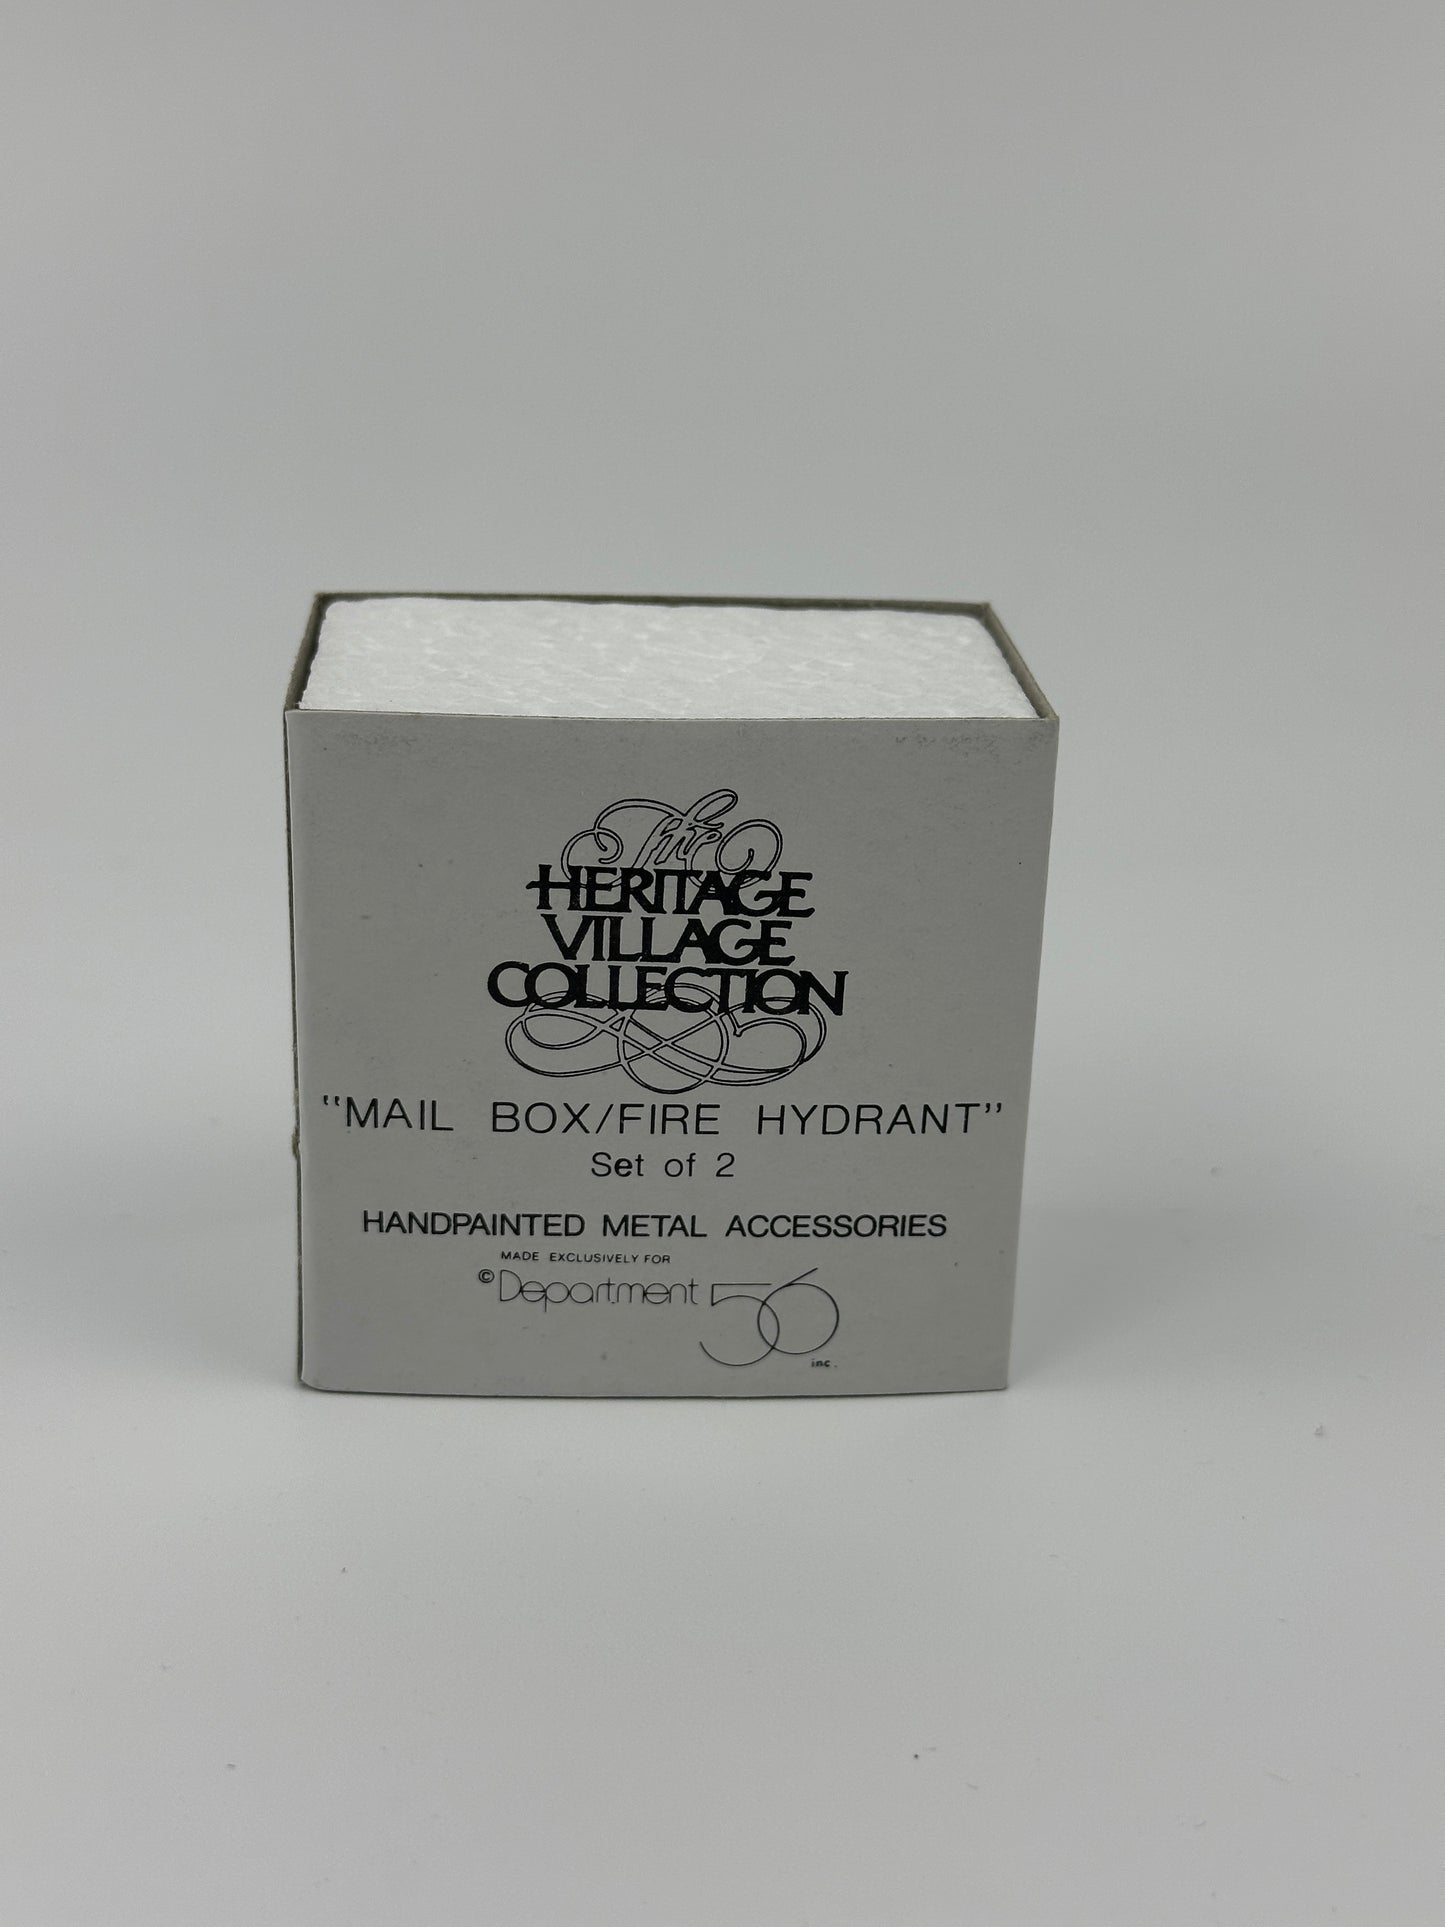 The
HERITAGE
VILLAGE
COLLECTION
"MAIL BOX/FIRE HYDRANT"
Set of 2
HANDPAINTED METAL ACCESSORIES
MADE EXCLUSIVELY FOR
© Department 56
inc.